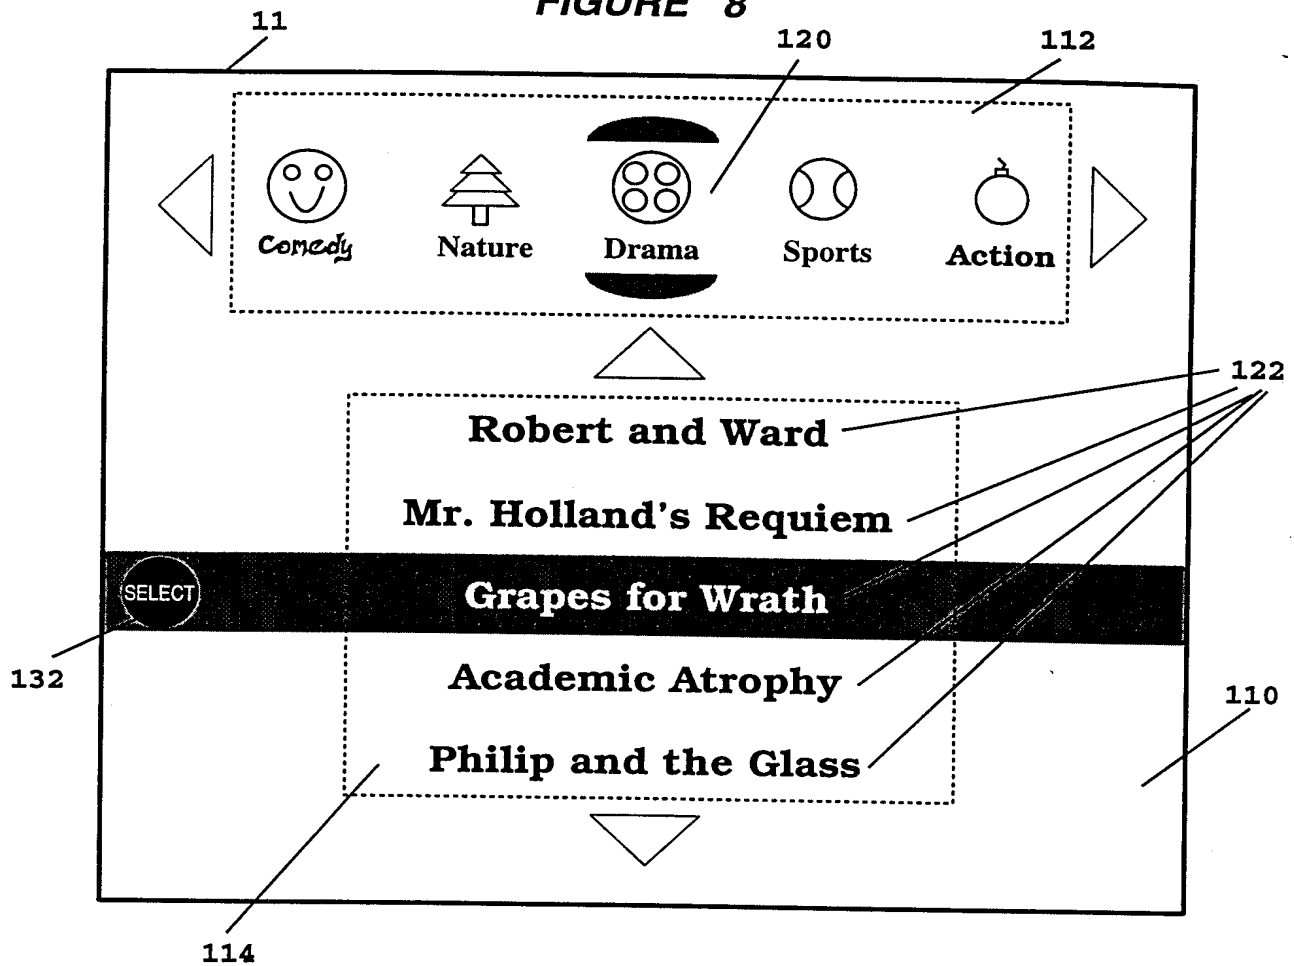 FIGURE 8
11
120
112
Comedy
Nature
Drama
Sports
Action
122
Robert and Ward
Mr. Holland's Requiem
SELECT
Grapes for Wrath
132
Academic Atrophy
110
Philip and the Glass
114